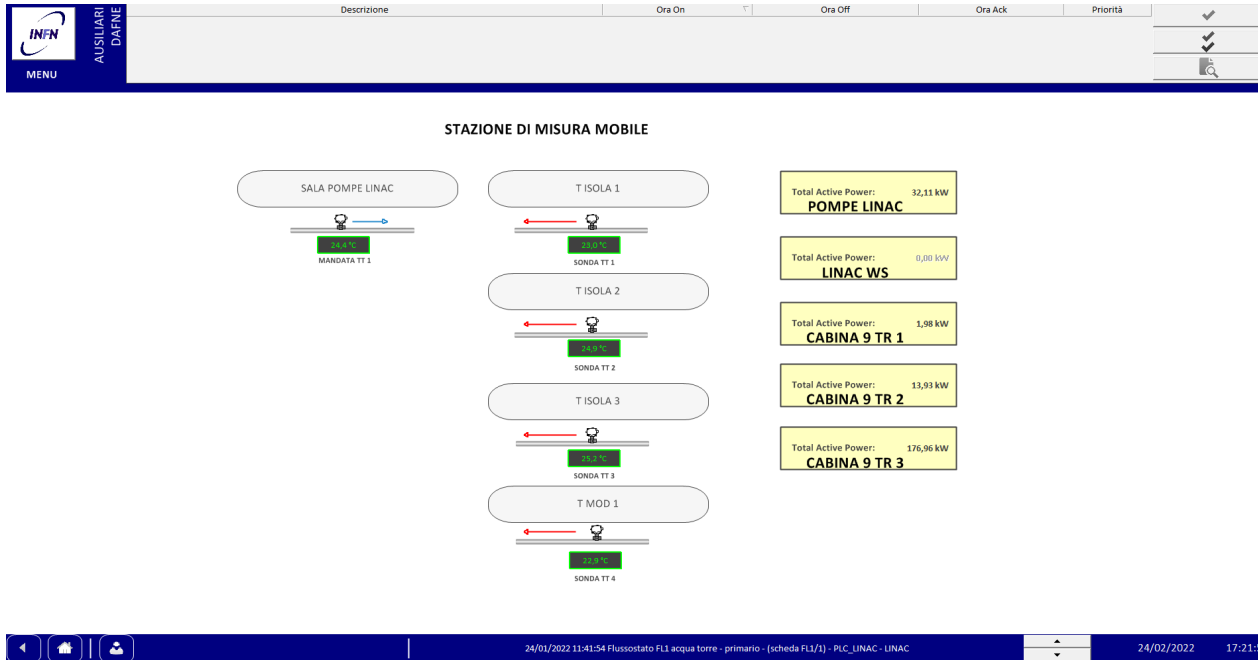 Descrizione Ora On Ora Off Ora Ack Priorità
INFN
AUSILIARI
DAFNE
MENU
STAZIONE DI MISURA MOBILE
SALA POMPE LINAC
24,4 °C
MANDATA TT 1
T ISOLA 1
23,0 °C
SONDA TT 1
T ISOLA 2
24,9 °C
SONDA TT 2
T ISOLA 3
25,2 °C
SONDA TT 3
T MOD 1
22,9 °C
SONDA TT 4
Total Active Power: 32,11 kW
POMPE LINAC
Total Active Power: 0,00 kW
LINAC WS
Total Active Power: 1,98 kW
CABINA 9 TR 1
Total Active Power: 13,93 kW
CABINA 9 TR 2
Total Active Power: 176,96 kW
CABINA 9 TR 3
24/01/2022 11:41:54 Flussostato FL1 acqua torre - primario - (scheda FL1/1) - PLC_LINAC - LINAC
24/02/2022 17:21: